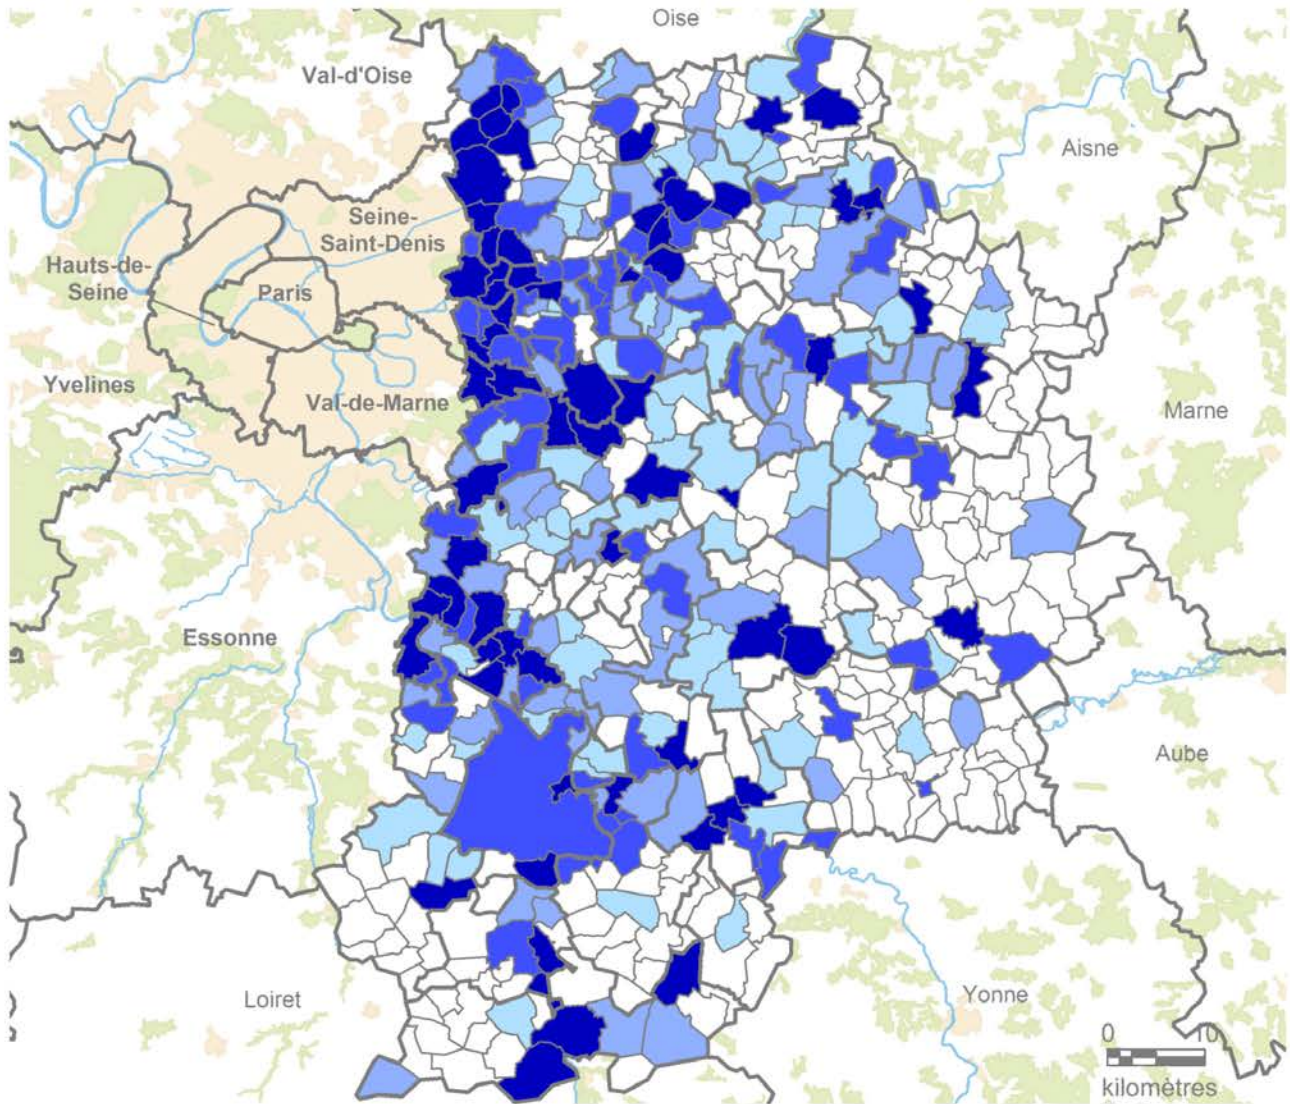 Oise
Val-d'Oise
Aisne
Seine-
Saint-Denis
Hauts-de-
Seine
Paris
Yvelines
Val-de-Marne
Marne
Essonne
Aube
Loiret
Yonne
0 10
kilomètres